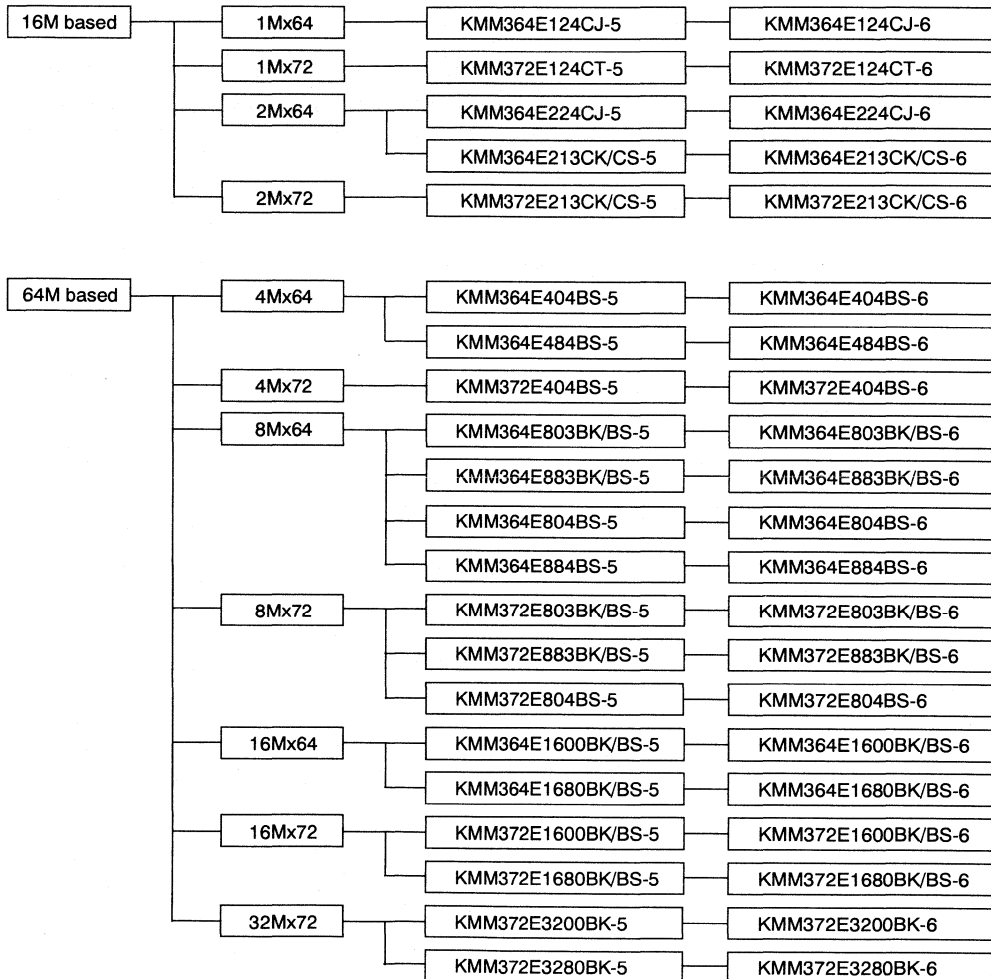 16M based 1Mx64 KMM364E124CJ-5 KMM364E124CJ-6
1Mx72 KMM372E124CT-5 KMM372E124CT-6
2Mx64 KMM364E224CJ-5 KMM364E224CJ-6
KMM364E213CK/CS-5 KMM364E213CK/CS-6
2Mx72 KMM372E213CK/CS-5 KMM372E213CK/CS-6
64M based 4Mx64 KMM364E404BS-5 KMM364E404BS-6
KMM364E484BS-5 KMM364E484BS-6
4Mx72 KMM372E404BS-5 KMM372E404BS-6
8Mx64 KMM364E803BK/BS-5 KMM364E803BK/BS-6
KMM364E883BK/BS-5 KMM364E883BK/BS-6
KMM364E804BS-5 KMM364E804BS-6
KMM364E884BS-5 KMM364E884BS-6
8Mx72 KMM372E803BK/BS-5 KMM372E803BK/BS-6
KMM372E883BK/BS-5 KMM372E883BK/BS-6
KMM372E804BS-5 KMM372E804BS-6
16Mx64 KMM364E1600BK/BS-5 KMM364E1600BK/BS-6
KMM364E1680BK/BS-5 KMM364E1680BK/BS-6
16Mx72 KMM372E1600BK/BS-5 KMM372E1600BK/BS-6
KMM372E1680BK/BS-5 KMM372E1680BK/BS-6
32Mx72 KMM372E3200BK-5 KMM372E3200BK-6
KMM372E3280BK-5 KMM372E3280BK-6